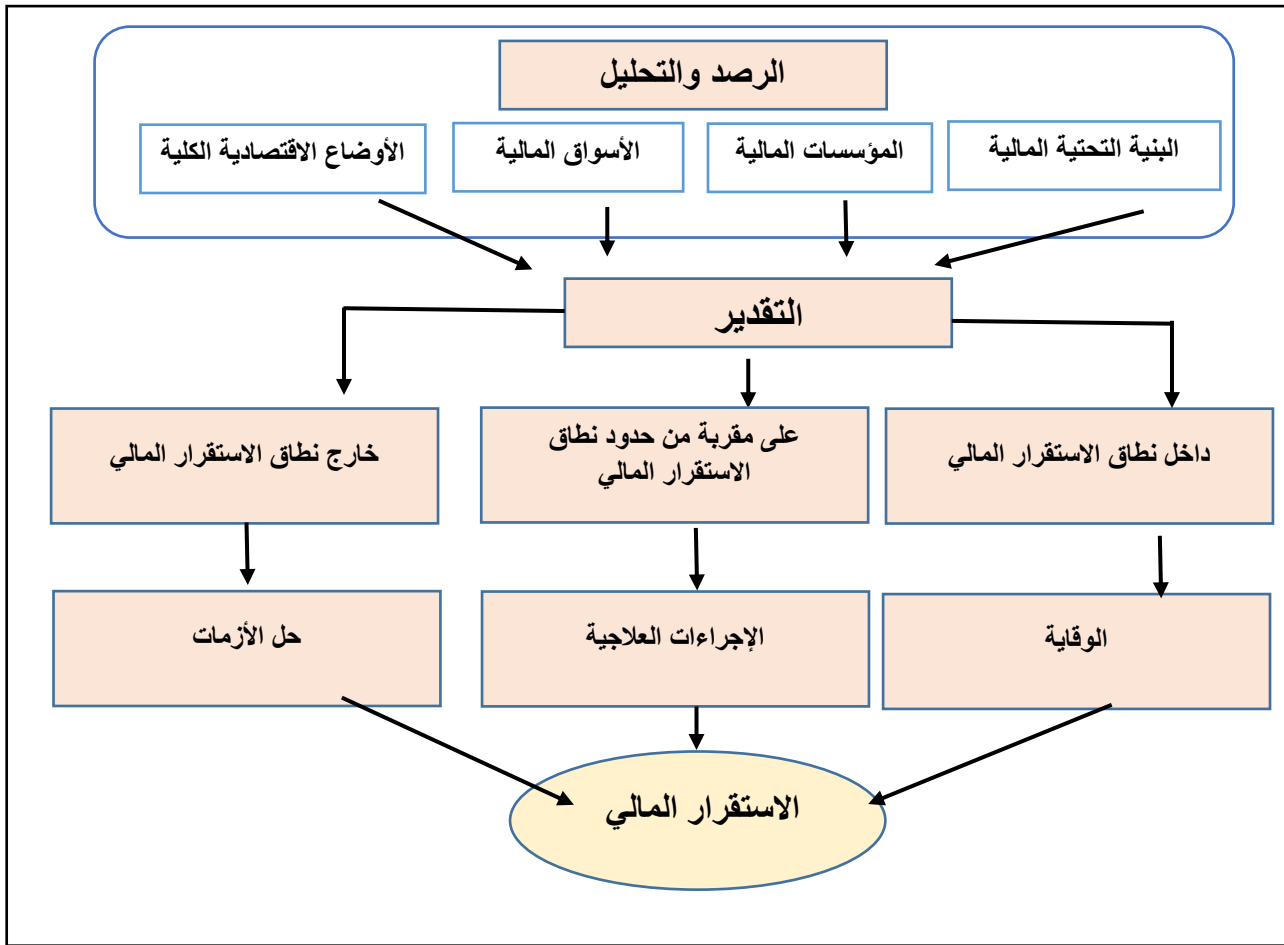 الرصد والتحليل
البنية التحتية المالية
المؤسسات المالية
الأسواق المالية
الأوضاع الاقتصادية الكلية
التقدير
داخل نطاق الاستقرار المالي
على مقربة من حدود نطاق
الاستقرار المالي
خارج نطاق الاستقرار المالي
الوقاية
الإجراءات العلاجية
حل الأزمات
الاستقرار المالي